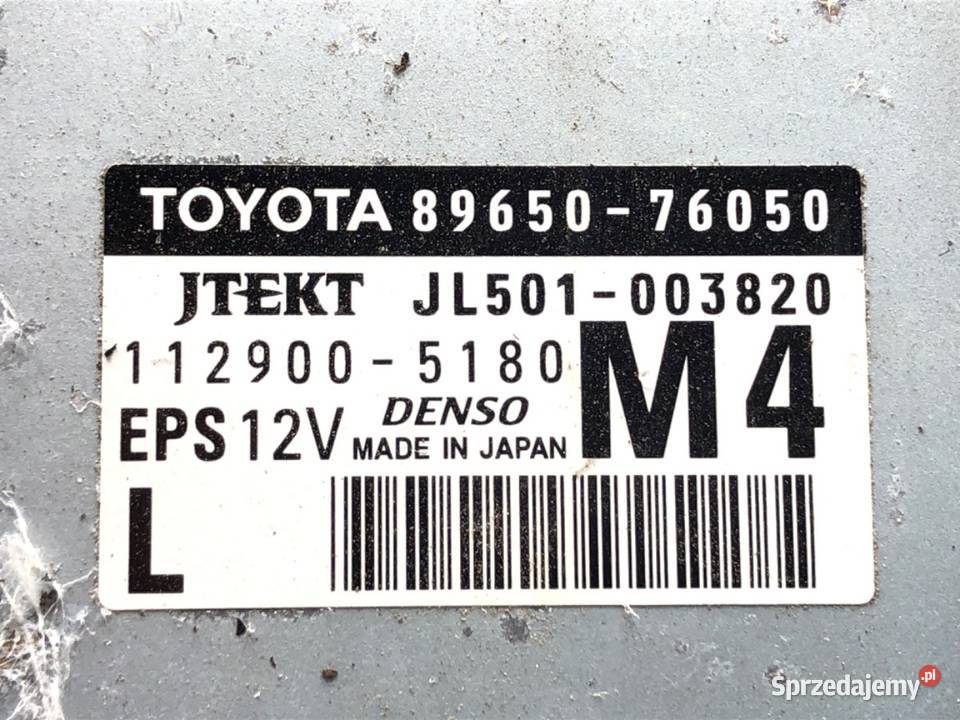 TOYOTA 89650-76050
JTEKT JL501-003820
112900-5180
M4
EPS 12V DENSO
MADE IN JAPAN
L
Sprzedajemy.pl